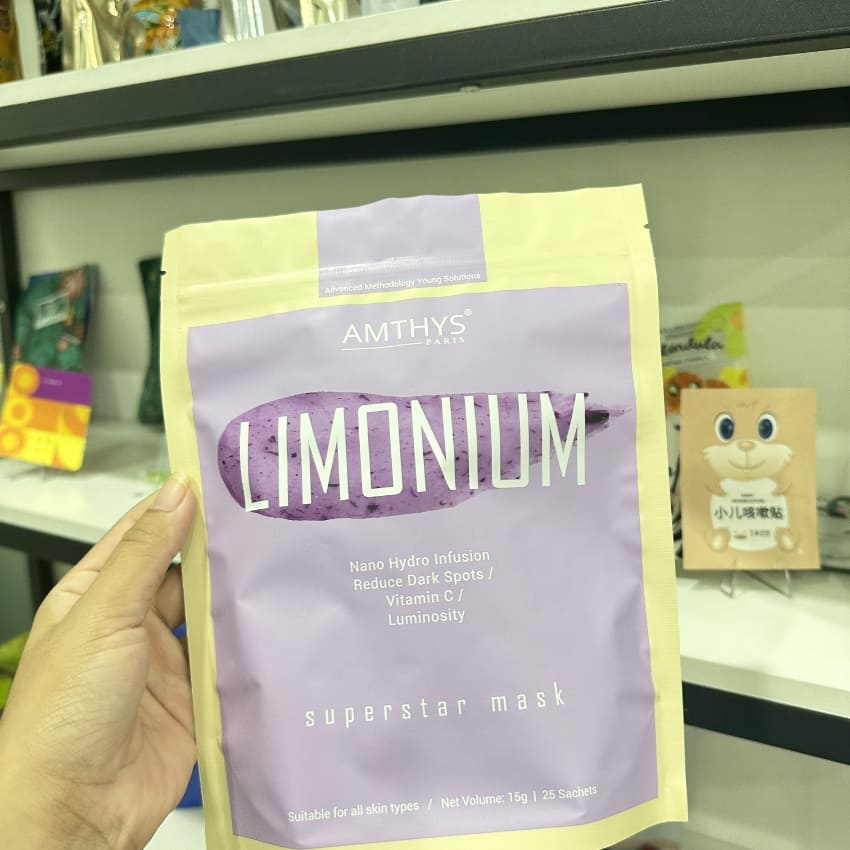 Advanced Methodology Young Solutions
AMTHYS®
PARIS
LIMONIUM
Nano Hydro Infusion
Reduce Dark Spots /
Vitamin C /
Luminosity
superstar mask
Suitable for all skin types / Net Volume: 15g | 25 Sachets
小儿咳嗽贴